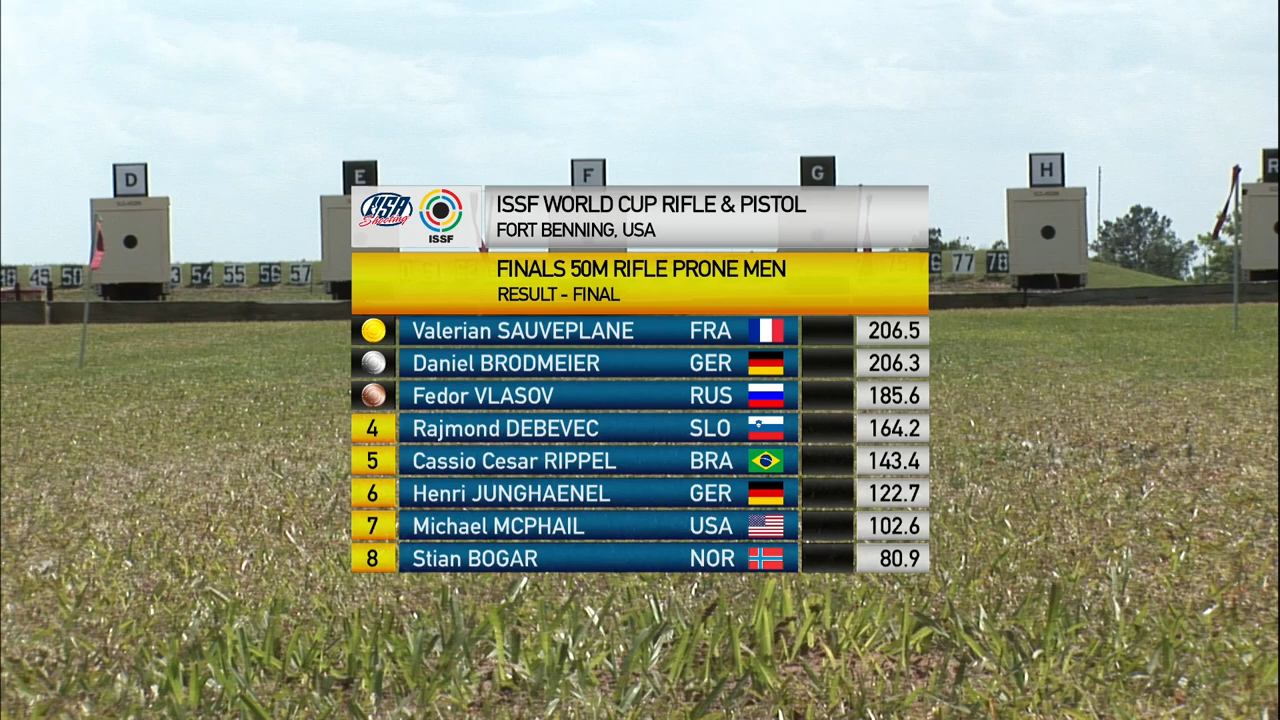 D
E
F
G
H
USA
Shooting
ISSF
ISSF WORLD CUP RIFLE & PISTOL
FORT BENNING, USA
FINALS 50M RIFLE PRONE MEN
RESULT - FINAL
49 50
54 55 56 57
77 78
Valerian SAUVEPLANE FRA 206.5
Daniel BRODMEIER GER 206.3
Fedor VLASOV RUS 185.6
4 Rajmond DEBEVEC SLO 164.2
5 Cassio Cesar RIPPEL BRA 143.4
6 Henri JUNGHAENEL GER 122.7
7 Michael MCPHAIL USA 102.6
8 Stian BOGAR NOR 80.9